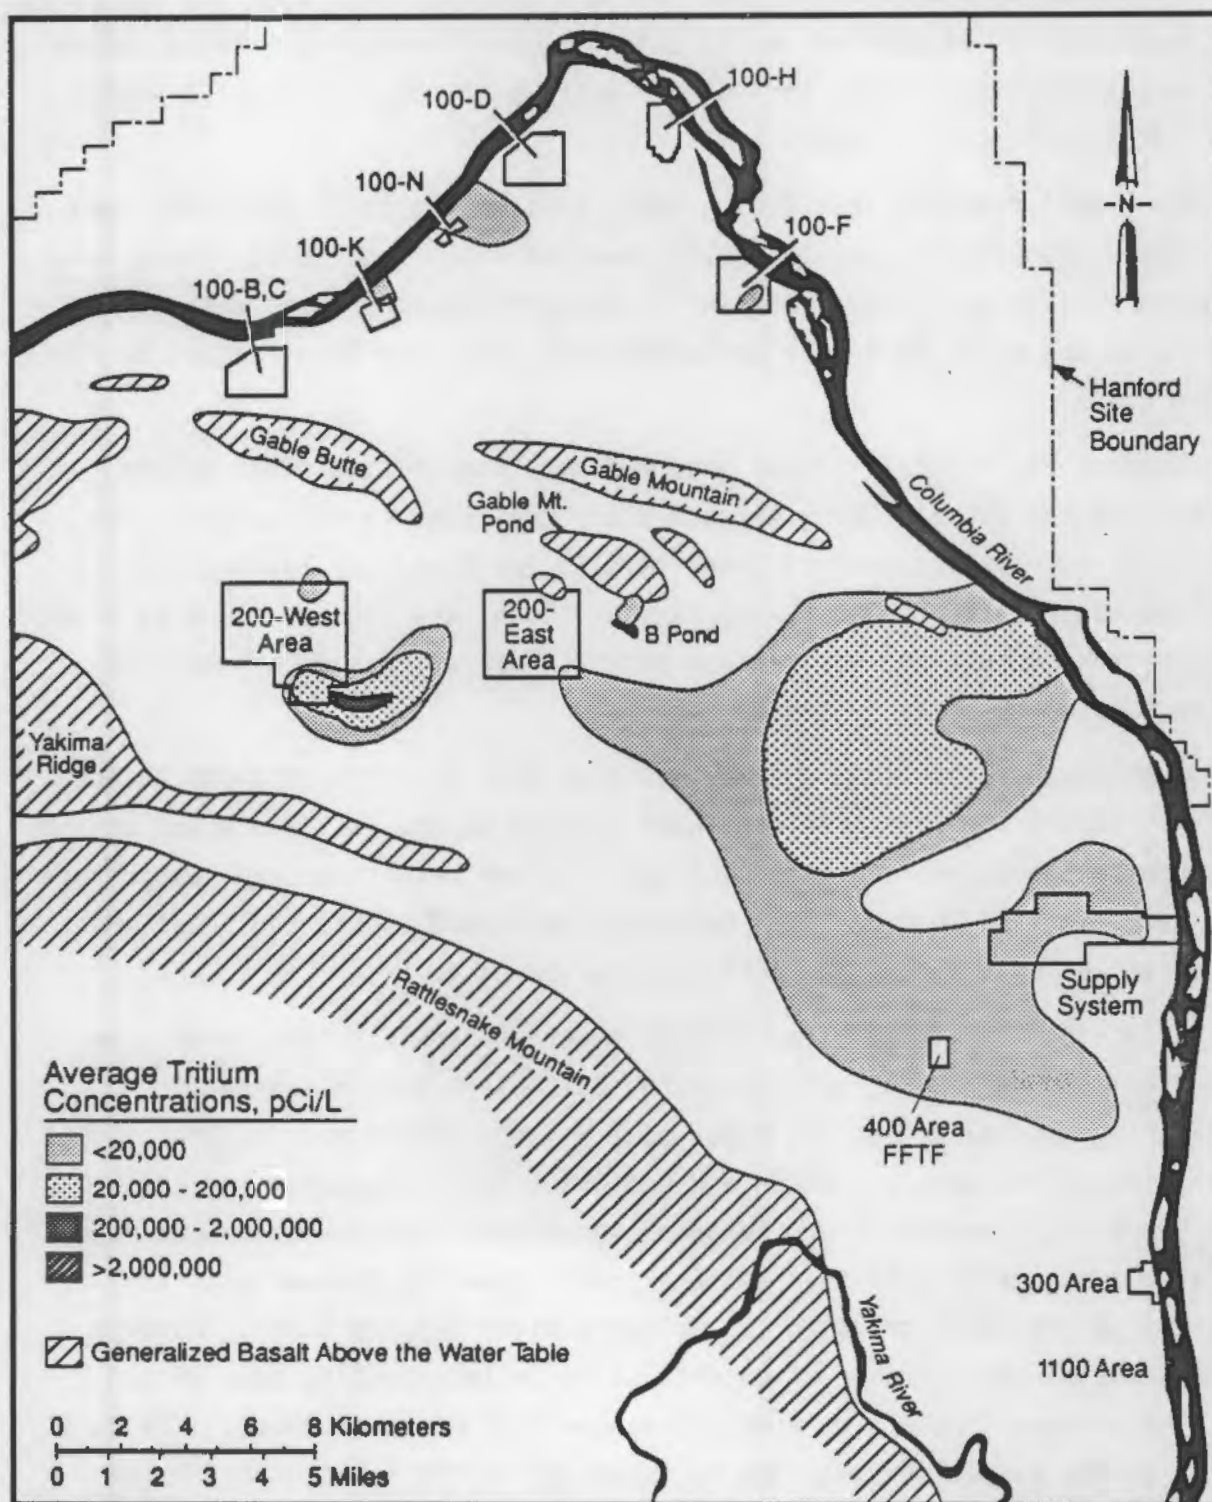 100-H
100-D
100-N
100-F
100-K
100-B,C
N
Hanford
Site
Boundary
Gable Butte
Gable Mountain
Gable Mt.
Pond
Columbia River
200-West
Area
200-
East
Area
B Pond
Yakima
Ridge
Supply
System
Rattlesnake Mountain
400 Area
FFTF
Average Tritium
Concentrations, pCi/L
<20,000
20,000 - 200,000
200,000 - 2,000,000
>2,000,000
300 Area
Yakima River
Generalized Basalt Above the Water Table
1100 Area
0 2 4 6 8 Kilometers
0 1 2 3 4 5 Miles